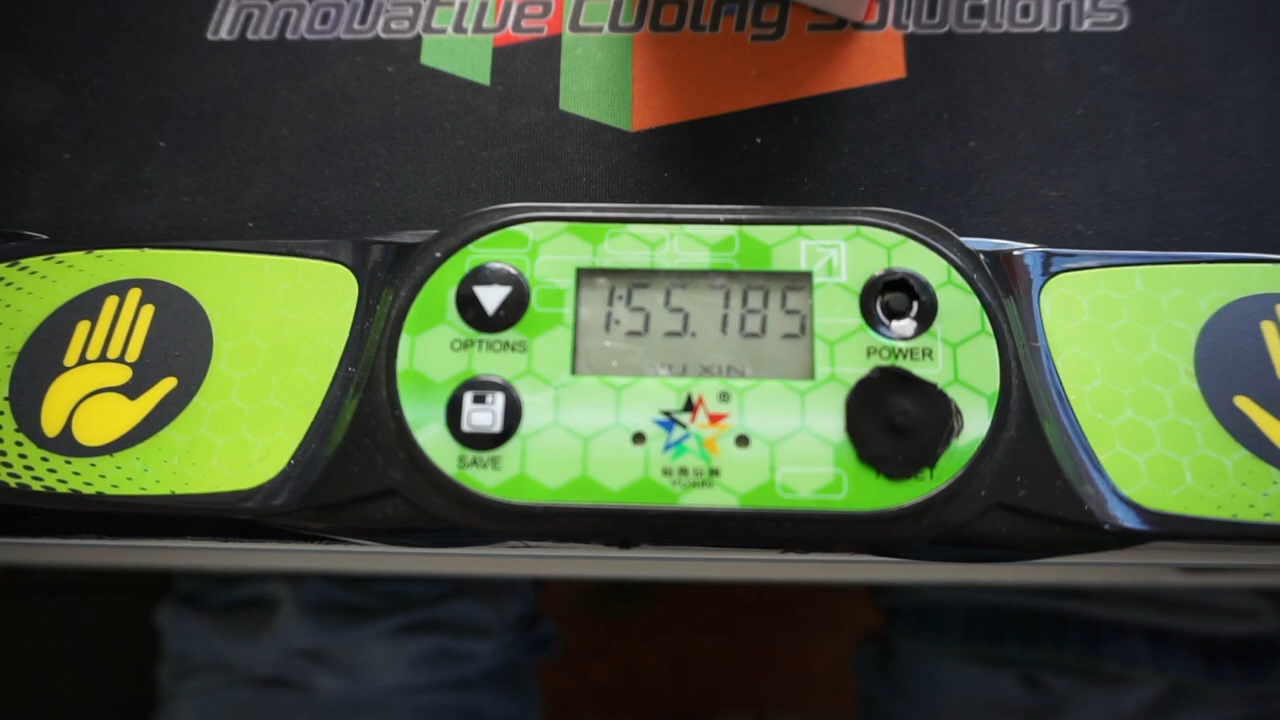 Innovative Cubing Solutions
1:55.785
YU XIN
OPTIONS
POWER
SAVE
®